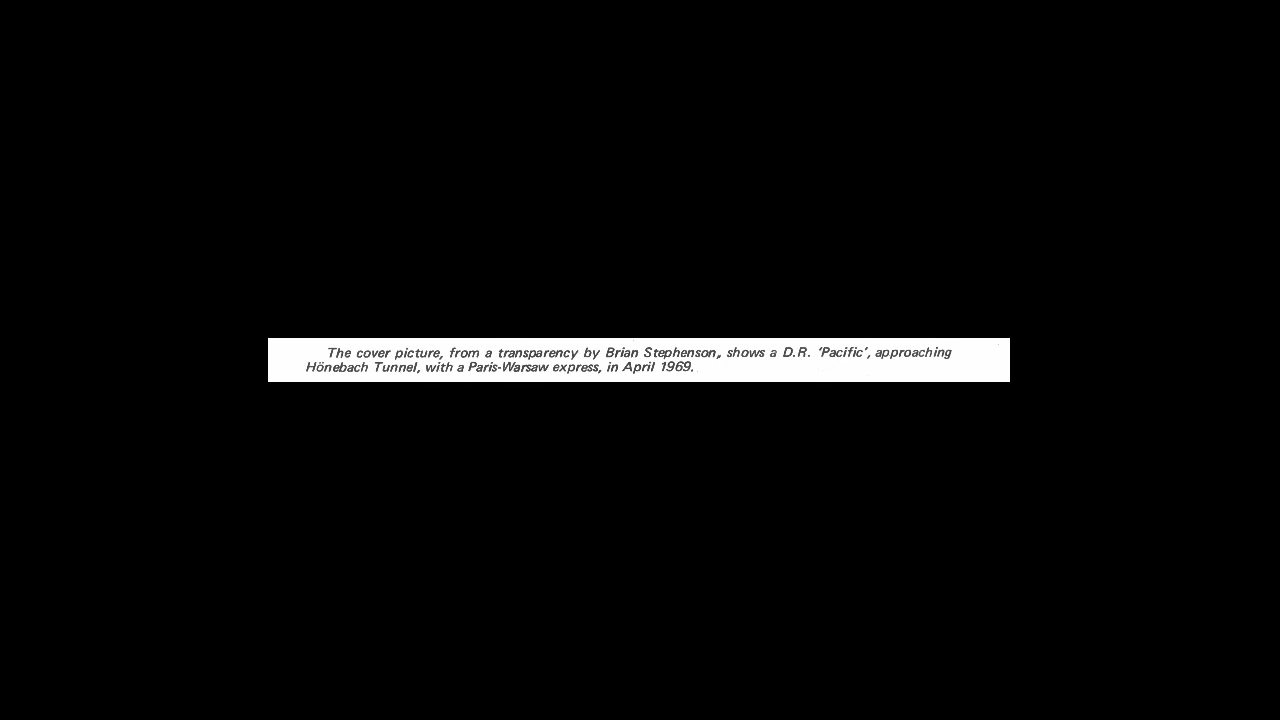 The cover picture, from a transparency by Brian Stephenson, shows a D.R. 'Pacific', approaching
Hönebach Tunnel, with a Paris-Warsaw express, in April 1969.